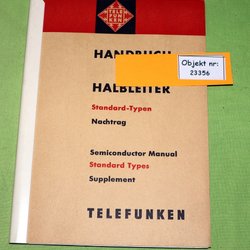 TELE
FUN
KEN
HANDBUCH
Objekt nr:
23356
HALBLEITER
Standard-Typen
Nachtrag
Semiconductor Manual
Standard Types
Supplement
TELEFUNKEN